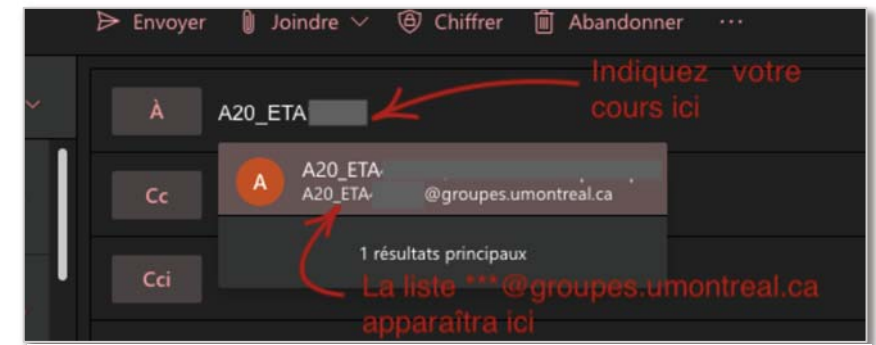 Envoyer Joindre Chiffrer Abandonner ...
Indiquez votre
cours ici
À A20_ETA
A A20_ETA
A20_ETA @groupes.umontreal.ca
Cc
1 résultats principaux
Cci
La liste ***@groupes.umontreal.ca
apparaîtra ici